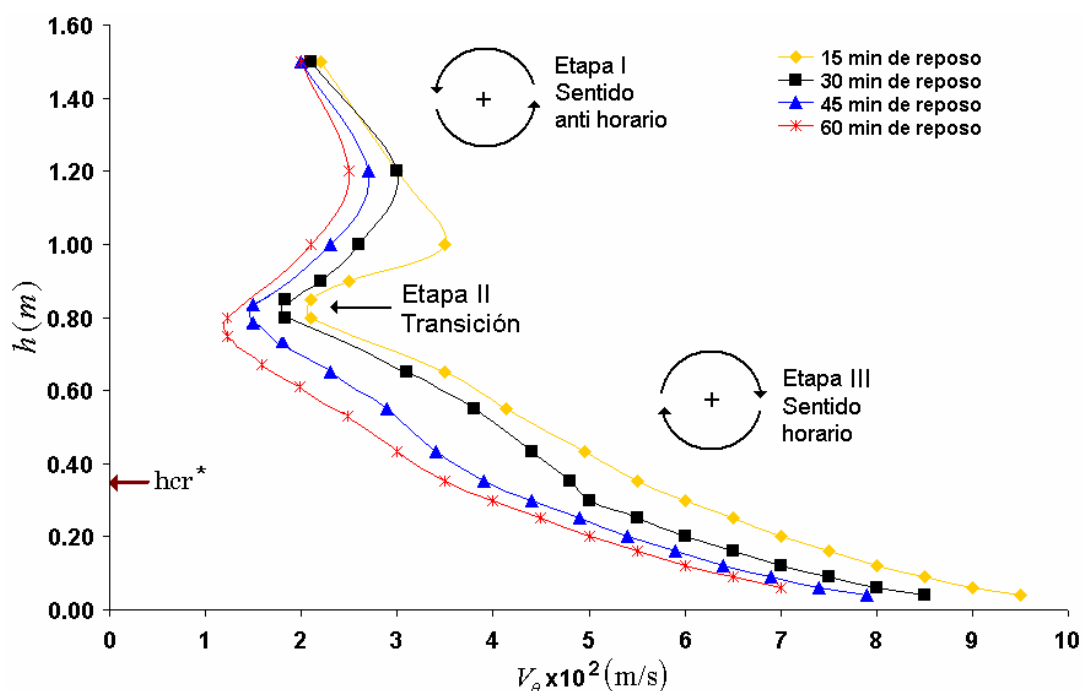 1.60
1.40
1.20
1.00
0.80
0.60
0.40
0.20
0.00
h (m)
0 1 2 3 4 5 6 7 8 9 10
V_θ x10² (m/s)
Etapa I
Sentido
anti horario
15 min de reposo
30 min de reposo
45 min de reposo
60 min de reposo
Etapa II
Transición
Etapa III
Sentido
horario
hcr*